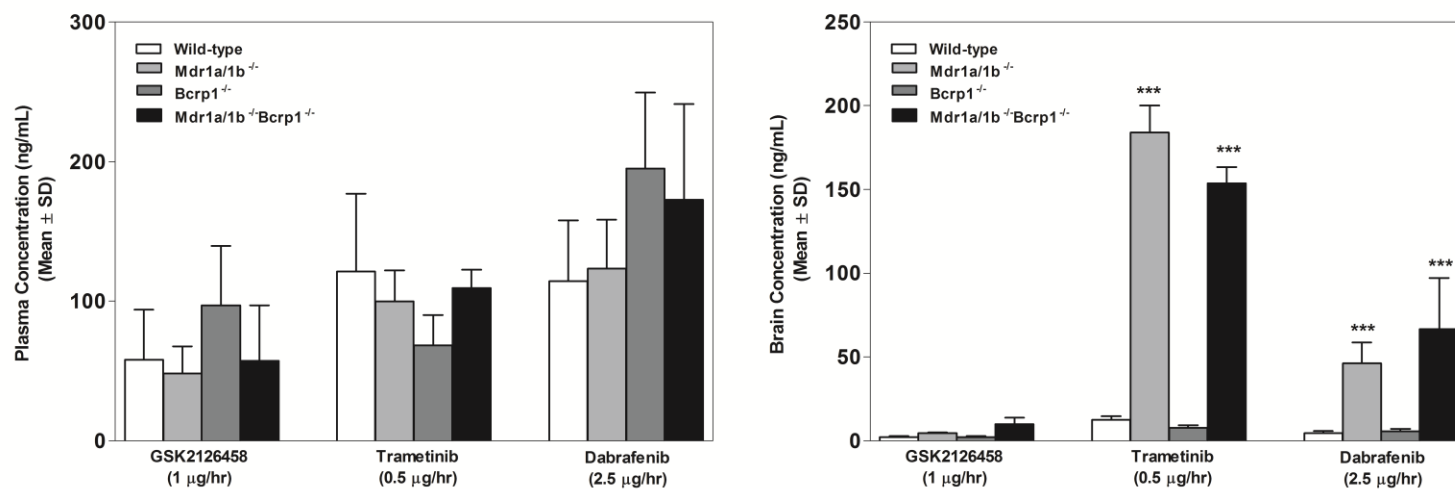 Plasma Concentration (ng/mL)
(Mean ± SD)
300
200
100
0
Wild-type
Mdr1a/1b -/-
Bcrp1 -/-
Mdr1a/1b -/- Bcrp1 -/-
GSK2126458
(1 μg/hr)
Trametinib
(0.5 μg/hr)
Dabrafenib
(2.5 μg/hr)
Brain Concentration (ng/mL)
(Mean ± SD)
250
200
150
100
50
0
Wild-type
Mdr1a/1b -/-
Bcrp1 -/-
Mdr1a/1b -/- Bcrp1 -/-
***
***
***
***
GSK2126458
(1 μg/hr)
Trametinib
(0.5 μg/hr)
Dabrafenib
(2.5 μg/hr)